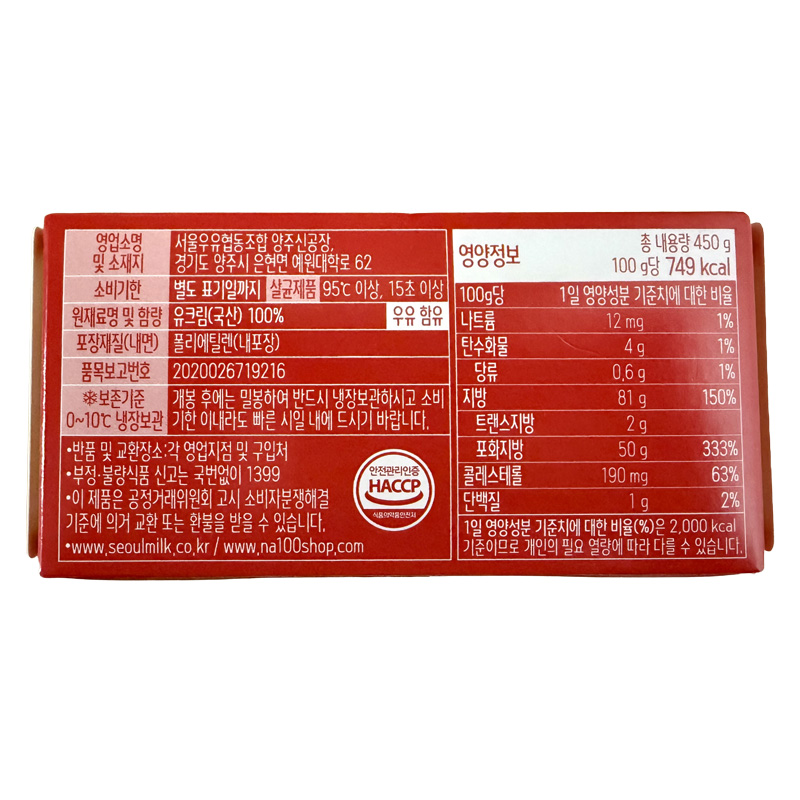 영업소명 및 소재지 서울우유협동조합 양주신공장,
경기도 양주시 은현면 예원대학로 62
소비기한 별도 표기일까지 살균제품 95℃ 이상, 15초 이상
원재료명 및 함량 유크림(국산) 100% 우유 함유
포장재질(내면) 폴리에틸렌(내포장)
품목보고번호 2020026719216
보존기준 개봉 후에는 밀봉하여 반드시 냉장보관하시고 소비
0~10℃ 냉장보관 기한 이내라도 빠른 시일 내에 드시기 바랍니다.
•반품 및 교환장소:각 영업지점 및 구입처
•부정·불량식품 신고는 국번없이 1399
•이 제품은 공정거래위원회 고시 소비자분쟁해결
기준에 의거 교환 또는 환불을 받을 수 있습니다.
•www.seoulmilk.co.kr / www.na100shop.com
안전관리인증
HACCP
식품의약품안전처
영양정보
총 내용량 450 g
100 g당 749 kcal
100g당 1일 영양성분 기준치에 대한 비율
나트륨 12 mg 1%
탄수화물 4 g 1%
당류 0.6 g 1%
지방 81 g 150%
트랜스지방 2 g
포화지방 50 g 333%
콜레스테롤 190 mg 63%
단백질 1 g 2%
1일 영양성분 기준치에 대한 비율(%)은 2,000 kcal
기준이므로 개인의 필요 열량에 따라 다를 수 있습니다.